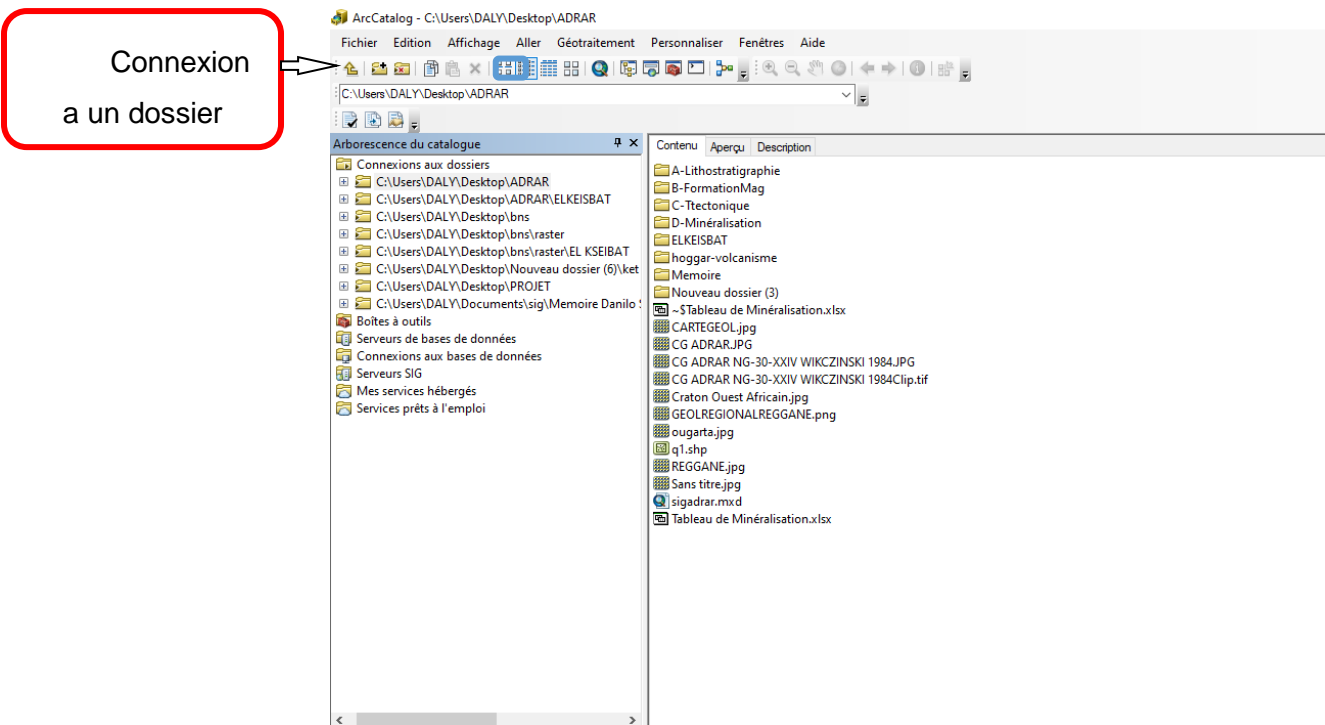 Connexion
a un dossier
ArcCatalog - C:\Users\DALY\Desktop\ADRAR
Fichier Edition Affichage Aller Géotraitement Personnaliser Fenêtres Aide
C:\Users\DALY\Desktop\ADRAR
Arborescence du catalogue
Connexions aux dossiers
C:\Users\DALY\Desktop\ADRAR
C:\Users\DALY\Desktop\ADRAR\ELKEISBAT
C:\Users\DALY\Desktop\bns
C:\Users\DALY\Desktop\bns\raster
C:\Users\DALY\Desktop\bns\raster\EL KSEIBAT
C:\Users\DALY\Desktop\Nouveau dossier (6)\ket
C:\Users\DALY\Desktop\PROJET
C:\Users\DALY\Documents\sig\Memoire Danilo
Boîtes à outils
Serveurs de bases de données
Connexions aux bases de données
Serveurs SIG
Mes services hébergés
Services prêts à l'emploi
Contenu Aperçu Description
A-Lithostratigraphie
B-FormationMag
C-Ttectonique
D-Minéralisation
ELKEISBAT
hoggar-volcanisme
Memoire
Nouveau dossier (3)
~$Tableau de Minéralisation.xlsx
CARTEGEOL.jpg
CG ADRAR.JPG
CG ADRAR NG-30-XXIV WIKCZINSKI 1984.JPG
CG ADRAR NG-30-XXIV WIKCZINSKI 1984Clip.tif
Craton Ouest Africain.jpg
GEOLREGIONALREGGANE.png
ougarta.jpg
q1.shp
REGGANE.jpg
Sans titre.jpg
sigadrar.mxd
Tableau de Minéralisation.xlsx